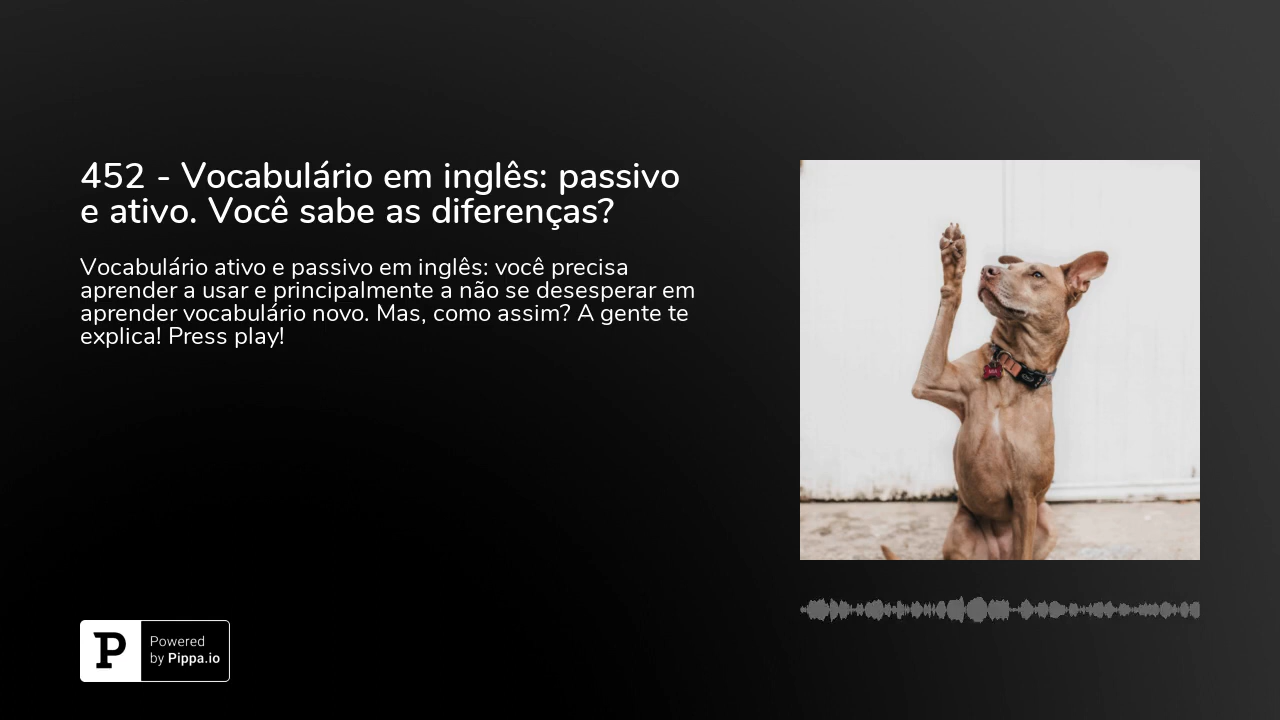 452 - Vocabulário em inglês: passivo
e ativo. Você sabe as diferenças?
Vocabulário ativo e passivo em inglês: você precisa
aprender a usar e principalmente a não se desesperar em
aprender vocabulário novo. Mas, como assim? A gente te
explica! Press play!
P
Powered
by Pippa.io